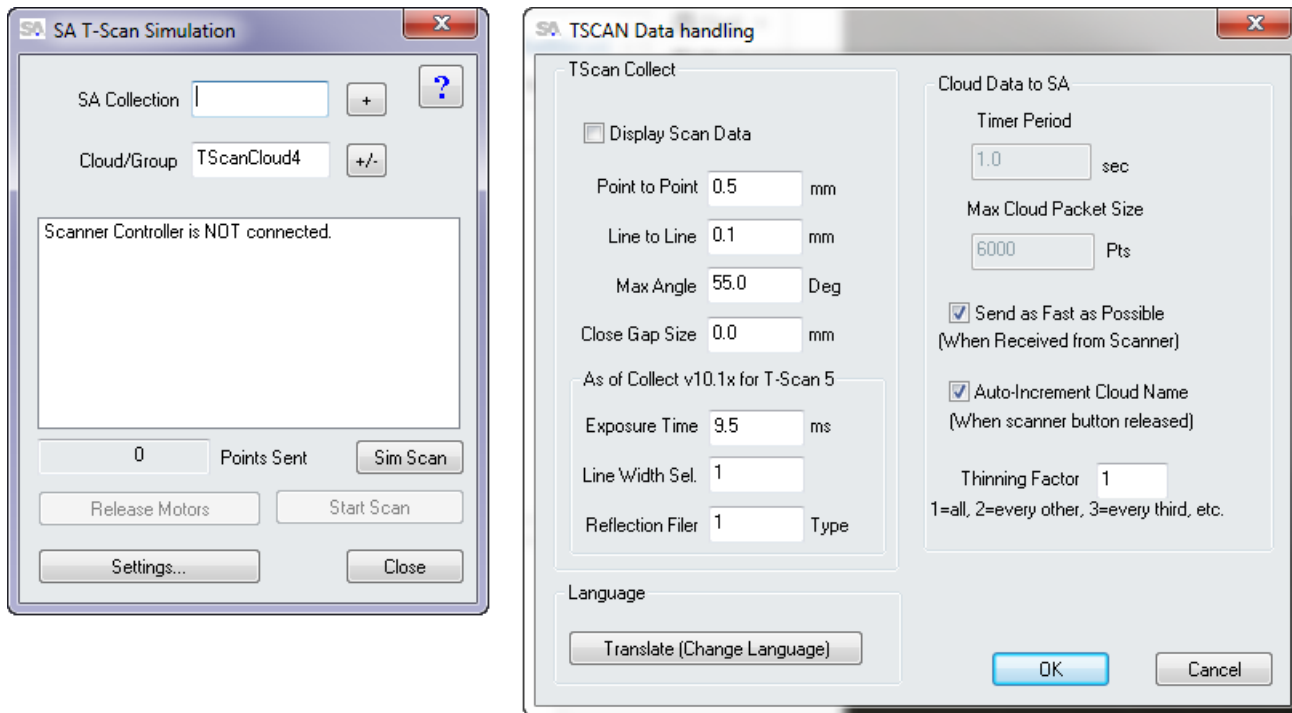 SA SA T-Scan Simulation X
SA Collection +
?
Cloud/Group TScanCloud4 +/-
Scanner Controller is NOT connected.
0 Points Sent Sim Scan
Release Motors Start Scan
Settings... Close
SA TSCAN Data handling X
TScan Collect
Display Scan Data
Point to Point 0.5 mm
Line to Line 0.1 mm
Max Angle 55.0 Deg
Close Gap Size 0.0 mm
As of Collect v10.1x for T-Scan 5
Exposure Time 9.5 ms
Line Width Sel. 1
Reflection Filer 1 Type
Language
Translate (Change Language)
Cloud Data to SA
Timer Period
1.0 sec
Max Cloud Packet Size
6000 Pts
Send as Fast as Possible
(When Received from Scanner)
Auto-Increment Cloud Name
(When scanner button released)
Thinning Factor 1
1=all, 2=every other, 3=every third, etc.
OK Cancel